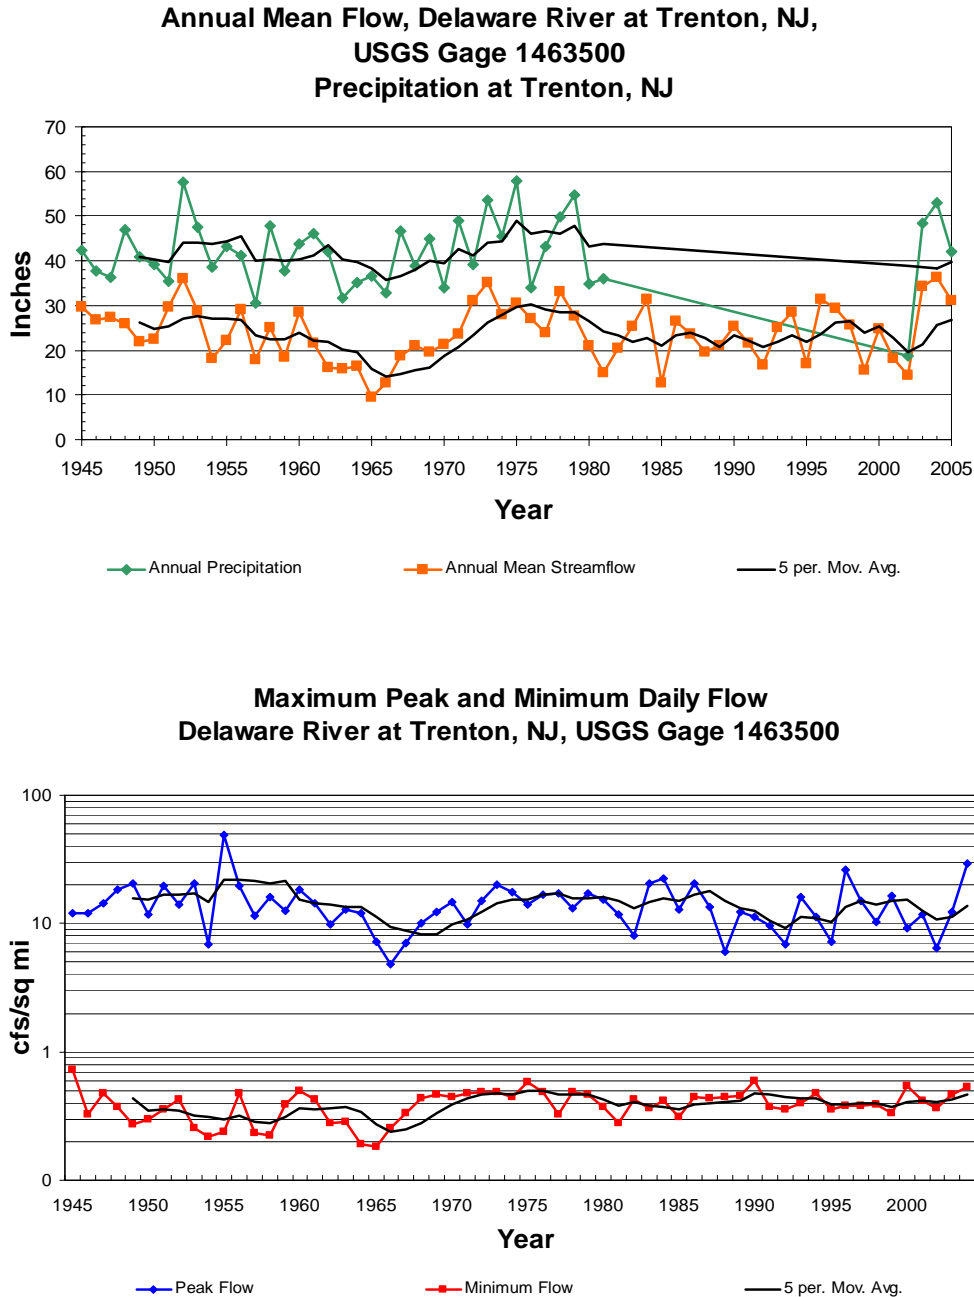 Annual Mean Flow, Delaware River at Trenton, NJ,
USGS Gage 1463500
Precipitation at Trenton, NJ
70
60
50
40
30
20
10
0
Inches
1945 1950 1955 1960 1965 1970 1975 1980 1985 1990 1995 2000 2005
Year
Annual Precipitation Annual Mean Streamflow 5 per. Mov. Avg.
Maximum Peak and Minimum Daily Flow
Delaware River at Trenton, NJ, USGS Gage 1463500
100
10
1
0
cfs/sq mi
1945 1950 1955 1960 1965 1970 1975 1980 1985 1990 1995 2000
Year
Peak Flow Minimum Flow 5 per. Mov. Avg.